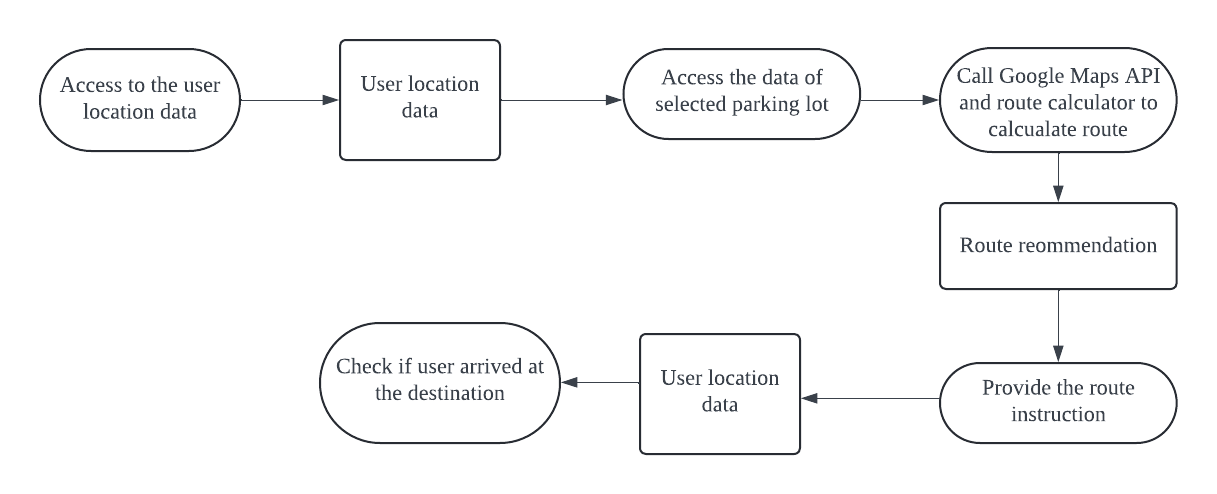 Access to the user
location data
User location
data
Access the data of
selected parking lot
Call Google Maps API
and route calculator to
calcualate route
Route reommendation
Provide the route
instruction
User location
data
Check if user arrived at
the destination